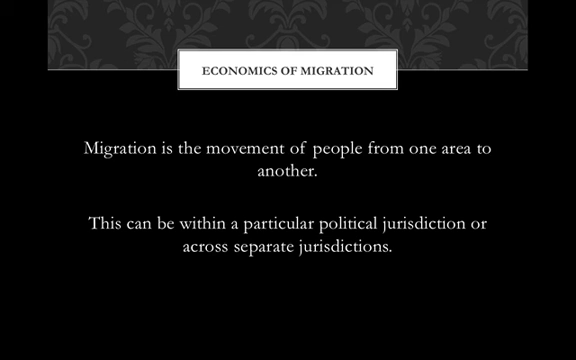 ECONOMICS OF MIGRATION
Migration is the movement of people from one area to
another.
This can be within a particular political jurisdiction or
across separate jurisdictions.